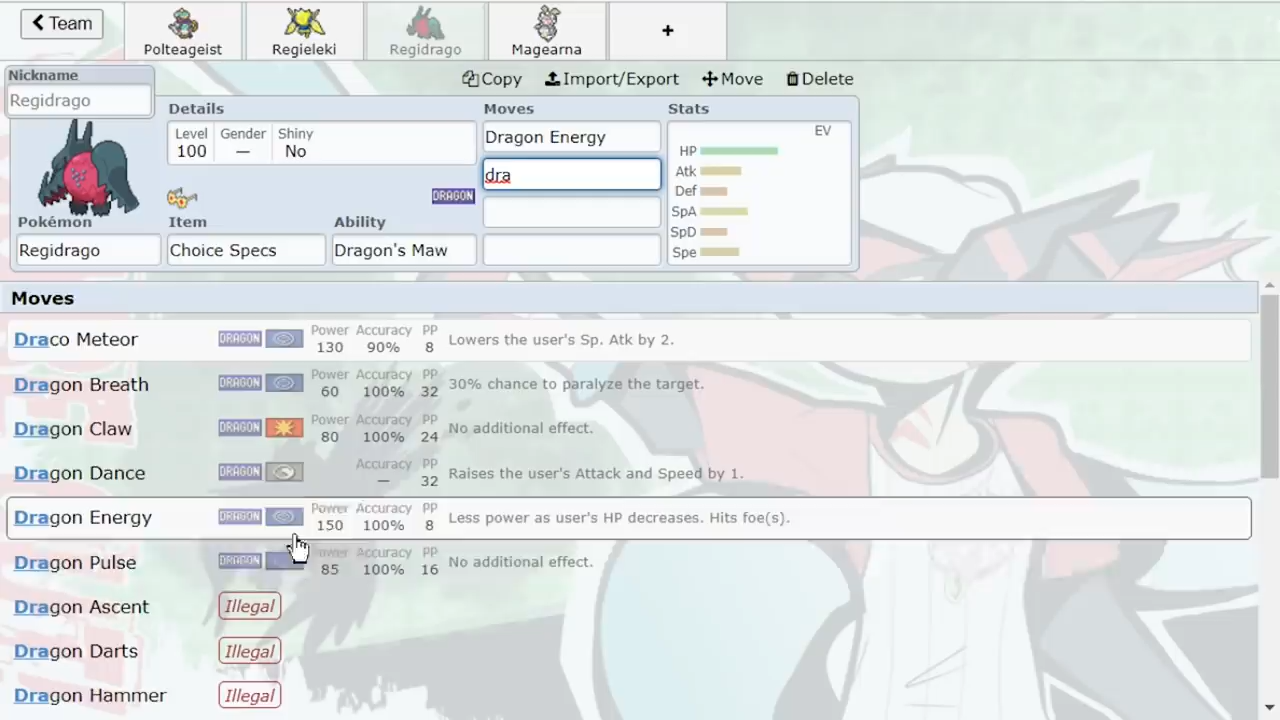 Team
Polteageist
Regieleki
Regidrago
Magearna
+
Nickname
Regidrago
Copy
Import/Export
Move
Delete
Details
Level
100
Gender
—
Shiny
No
DRAGON
Pokémon
Regidrago
Item
Choice Specs
Ability
Dragon's Maw
Moves
Dragon Energy
dra
Stats
EV
HP
Atk
Def
SpA
SpD
Spe
Moves
Draco Meteor DRAGON Power 130 Accuracy 90% PP 8 Lowers the user's Sp. Atk by 2.
Dragon Breath DRAGON Power 60 Accuracy 100% PP 32 30% chance to paralyze the target.
Dragon Claw DRAGON Power 80 Accuracy 100% PP 24 No additional effect.
Dragon Dance DRAGON Accuracy — PP 32 Raises the user's Attack and Speed by 1.
Dragon Energy DRAGON Power 150 Accuracy 100% PP 8 Less power as user's HP decreases. Hits foe(s).
Dragon Pulse DRAGON Power 85 Accuracy 100% PP 16 No additional effect.
Dragon Ascent Illegal
Dragon Darts Illegal
Dragon Hammer Illegal